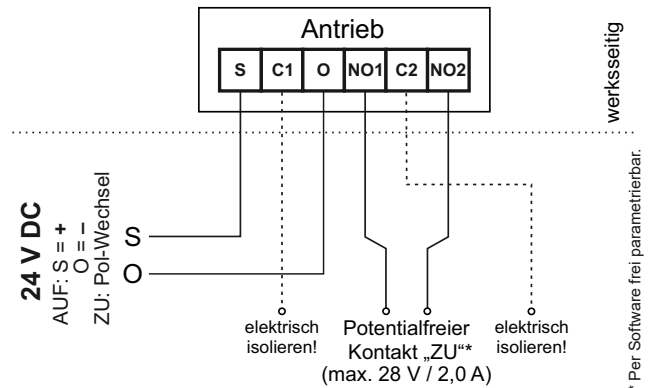 Antrieb
S C1 O NO1 C2 NO2
werksseitig
24 V DC
AUF: S = +
O = –
ZU: Pol-Wechsel
S
O
elektrisch
isolieren!
Potentialfreier
Kontakt „ZU“*
(max. 28 V / 2,0 A)
elektrisch
isolieren!
* Per Software frei parametrierbar.